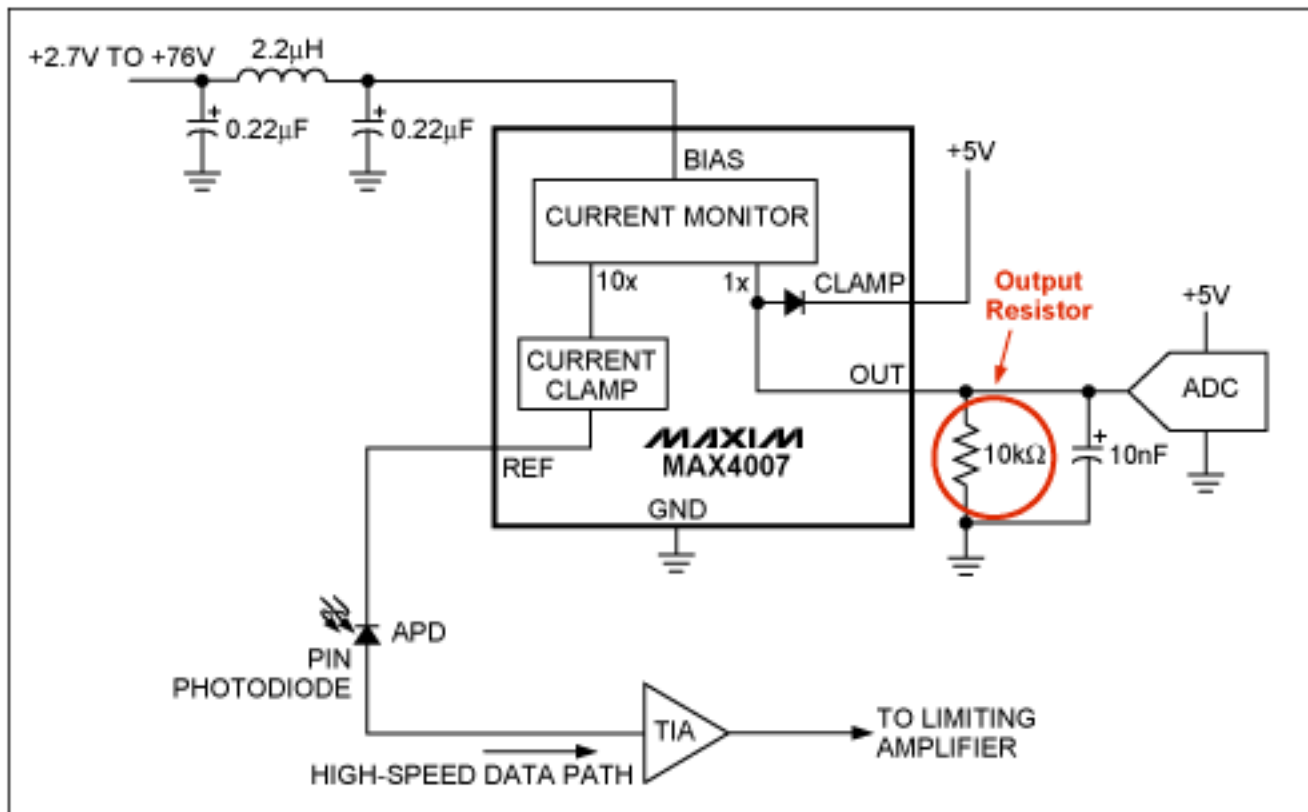 +2.7V TO +76V
2.2µH
0.22µF
0.22µF
BIAS
+5V
CURRENT MONITOR
10x
1x
CLAMP
Output
Resistor
+5V
CURRENT
CLAMP
OUT
ADC
MAXIM
MAX4007
REF
10kΩ
10nF
GND
APD
PIN
PHOTODIODE
TIA
TO LIMITING
AMPLIFIER
HIGH-SPEED DATA PATH